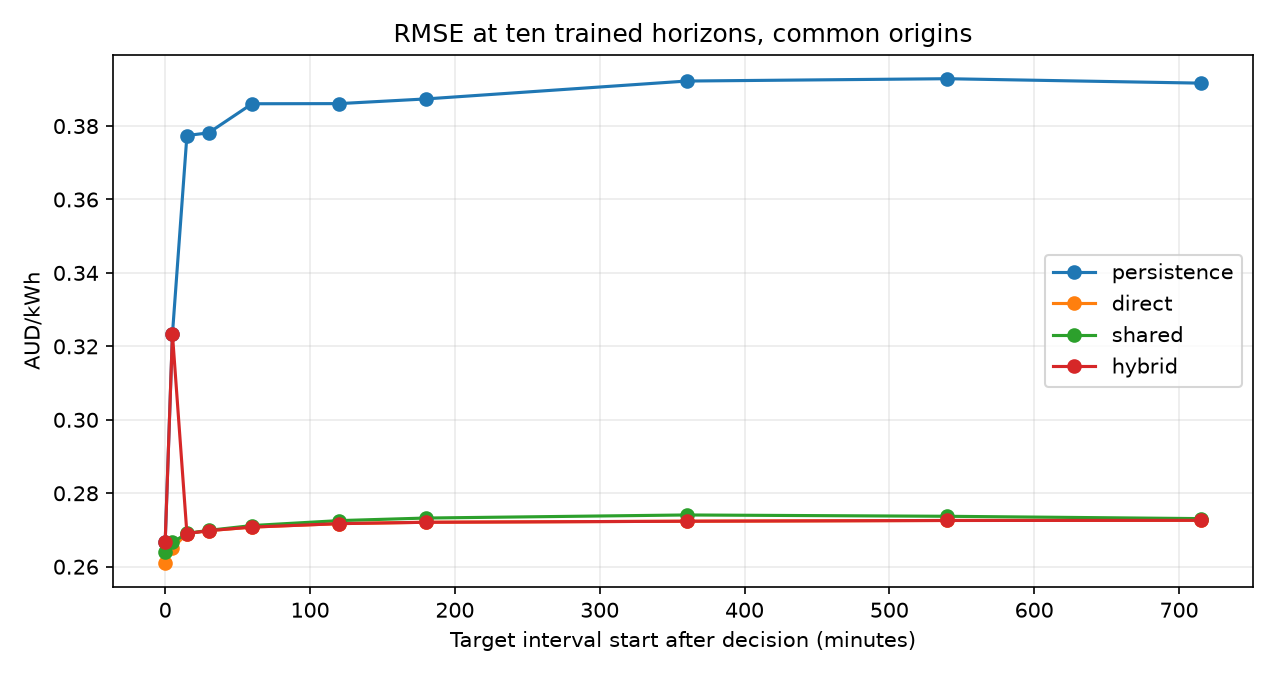 RMSE at ten trained horizons, common origins
AUD/kWh
0.38
0.36
0.34
0.32
0.30
0.28
0.26
persistence
direct
shared
hybrid
0 100 200 300 400 500 600 700
Target interval start after decision (minutes)